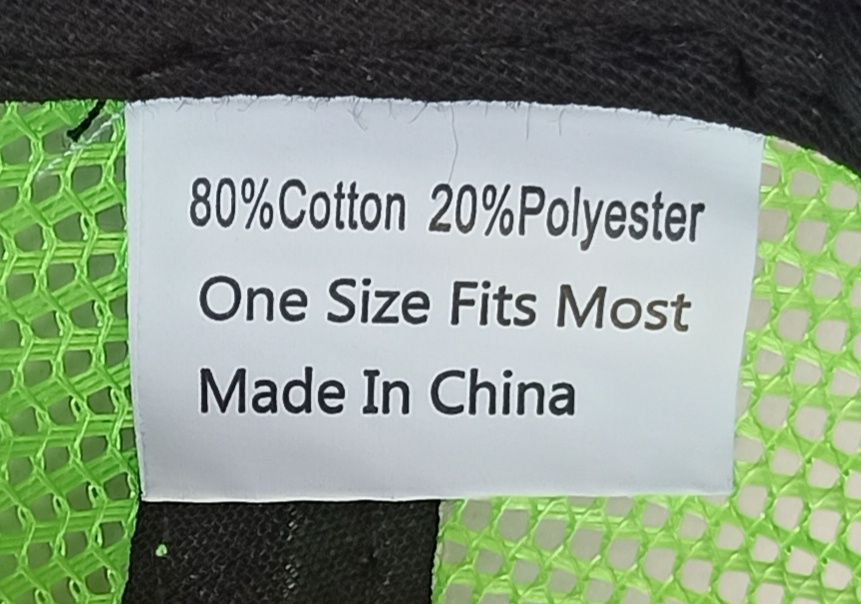 80%Cotton 20%Polyester
One Size Fits Most
Made In China